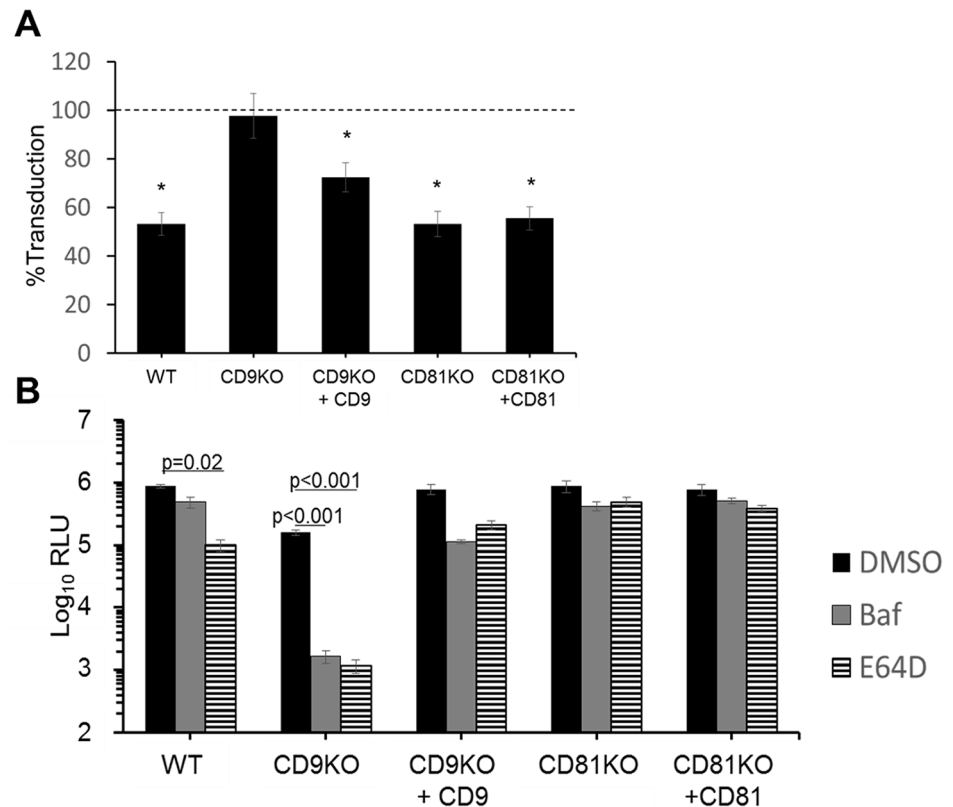 A
120
100
80
60
40
20
0
%Transduction
*
*
*
*
WT
CD9KO
CD9KO
+ CD9
CD81KO
CD81KO
+CD81
B
7
6
5
4
3
2
Log10 RLU
p=0.02
p<0.001
p<0.001
WT
CD9KO
CD9KO
+ CD9
CD81KO
CD81KO
+CD81
DMSO
Baf
E64D